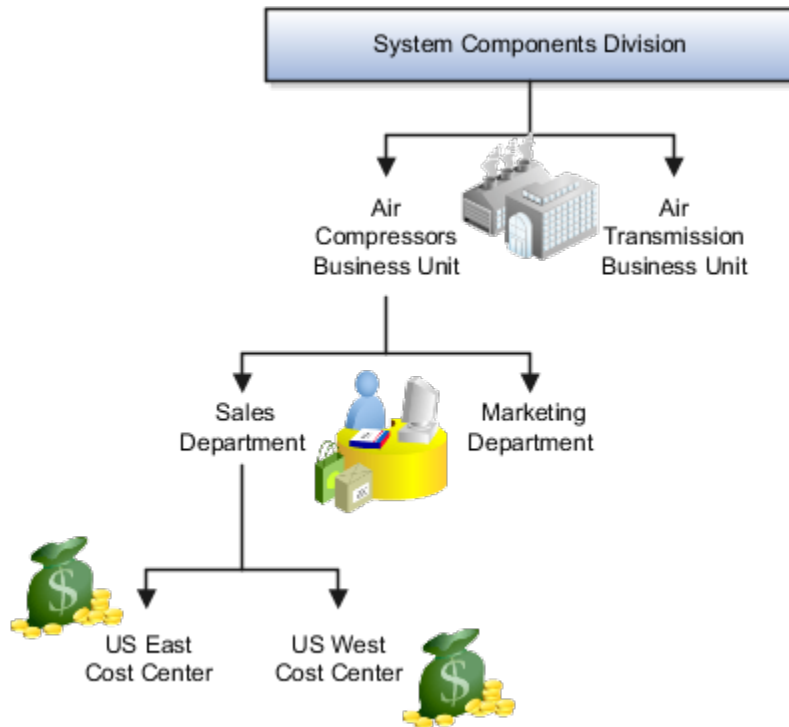 System Components Division
Air
Compressors
Business Unit
Air
Transmission
Business Unit
Sales
Department
Marketing
Department
$
US East
Cost Center
US West
Cost Center
$